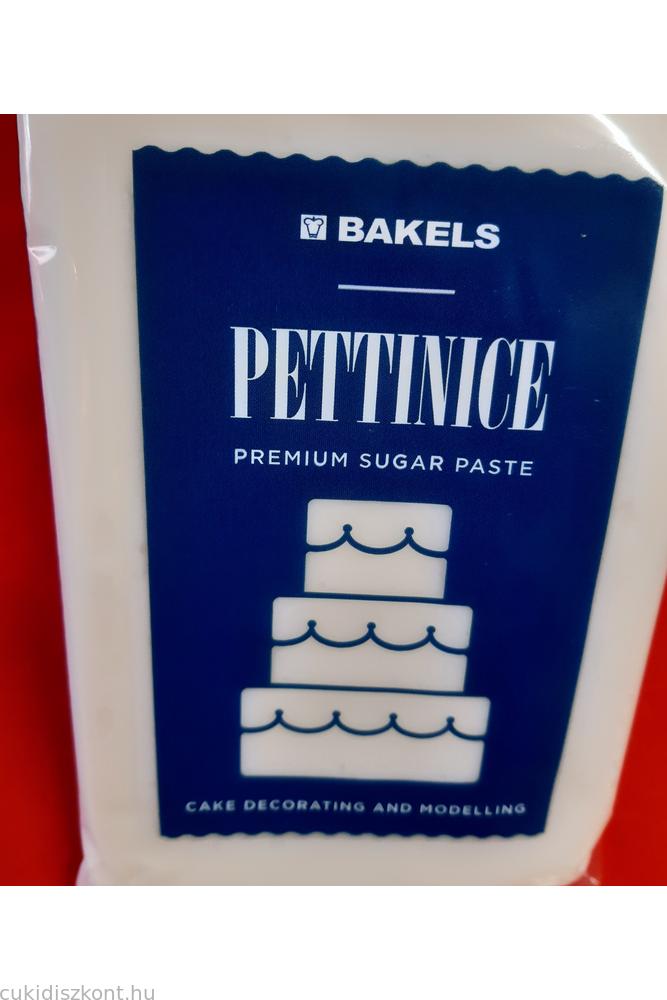 BAKELS
PETTINICE
PREMIUM SUGAR PASTE
CAKE DECORATING AND MODELLING
cukidiszkont.hu